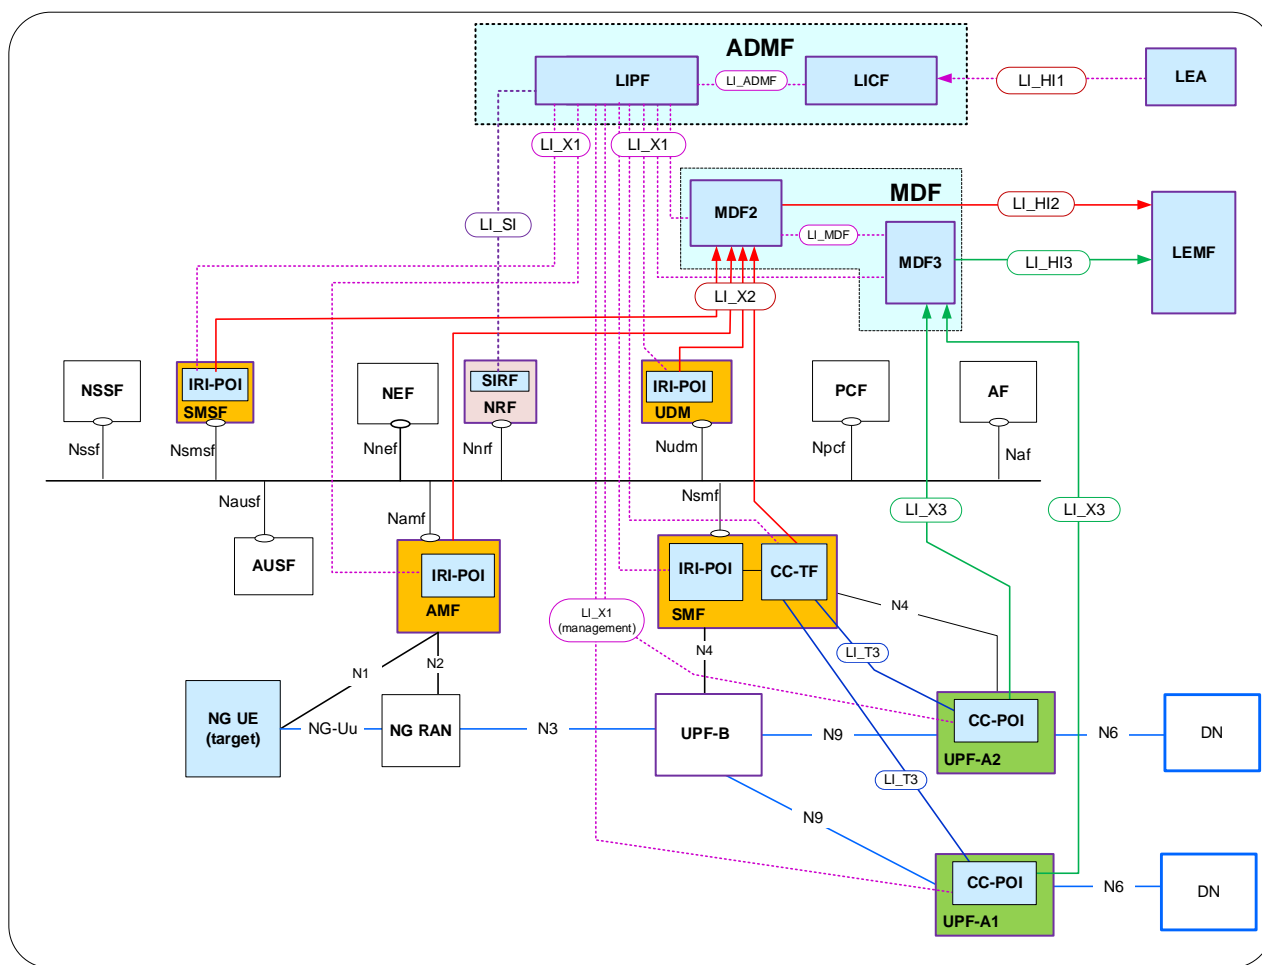 ADMF
LIPF
LI_ADMF
LICF
LI_HI1
LEA
LI_X1
LI_X1
MDF
MDF2
LI_HI2
LI_SI
LI_MDF
MDF3
LI_HI3
LEMF
LI_X2
NSSF
IRI-POI
SMSF
NEF
SIRF
NRF
IRI-POI
UDM
PCF
AF
Nssf
Nsmsf
Nnef
Nnrf
Nudm
Npcf
Naf
Nausf
Namf
Nsmf
LI_X3
LI_X3
AUSF
IRI-POI
AMF
IRI-POI
CC-TF
SMF
LI_X1
(management)
N4
N4
LI_T3
N1
N2
NG UE
(target)
NG-Uu
NG RAN
N3
UPF-B
N9
CC-POI
UPF-A2
N6
DN
LI_T3
N9
CC-POI
UPF-A1
N6
DN